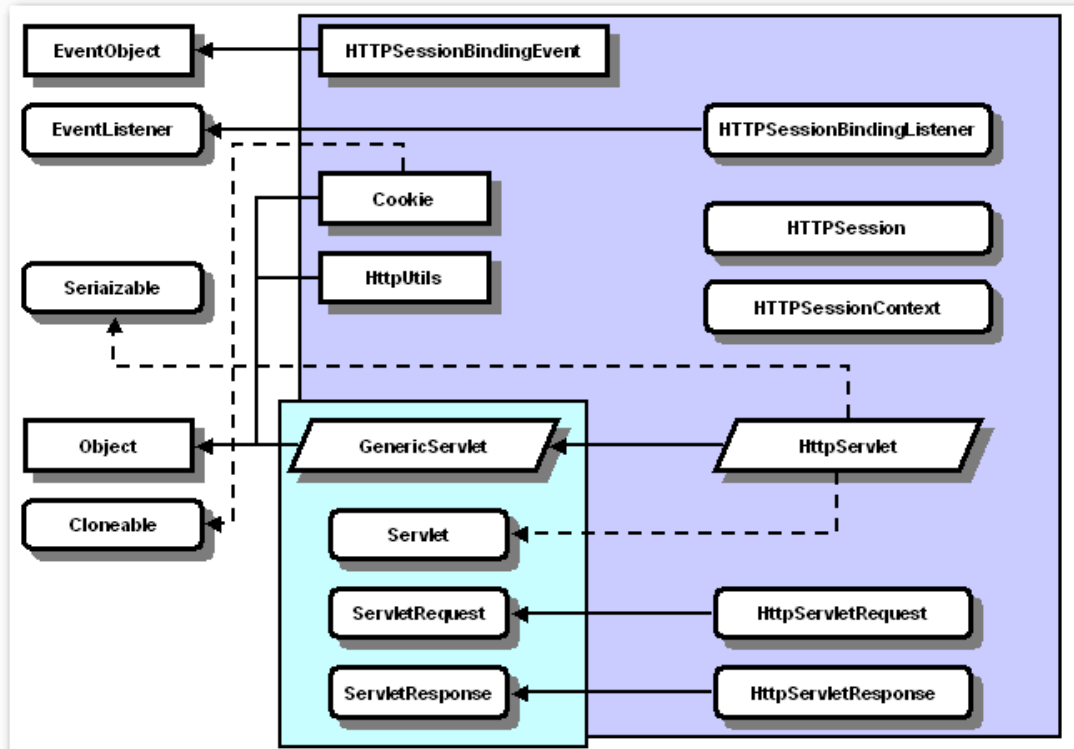 EventObject
HTTPSessionBindingEvent
EventListener
HTTPSessionBindingListener
Cookie
HTTPSession
Seriaizable
HttpUtils
HTTPSessionContext
Object
GenericServlet
HttpServlet
Cloneable
Servlet
ServletRequest
HttpServletRequest
ServletResponse
HttpServletResponse